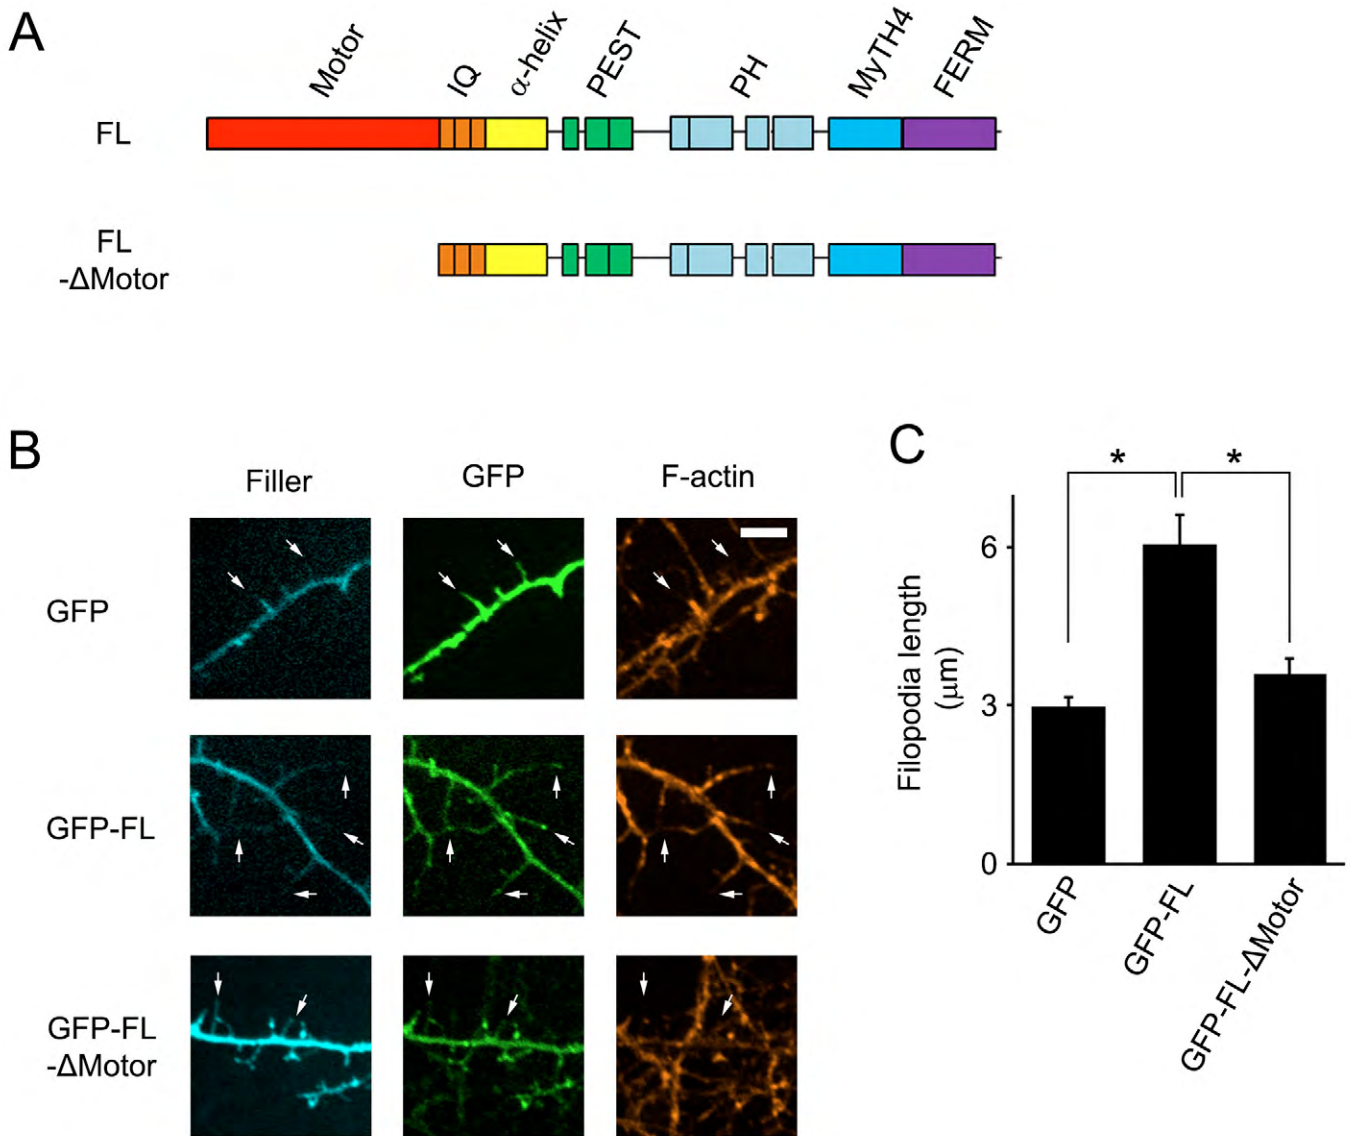 A
Motor
IQ
α-helix
PEST
PH
MyTH4
FERM
FL
FL
-ΔMotor
B
Filler
GFP
F-actin
GFP
GFP-FL
GFP-FL
-ΔMotor
C
*
*
Filopodia length
(μm)
6
3
0
GFP
GFP-FL
GFP-FL-ΔMotor